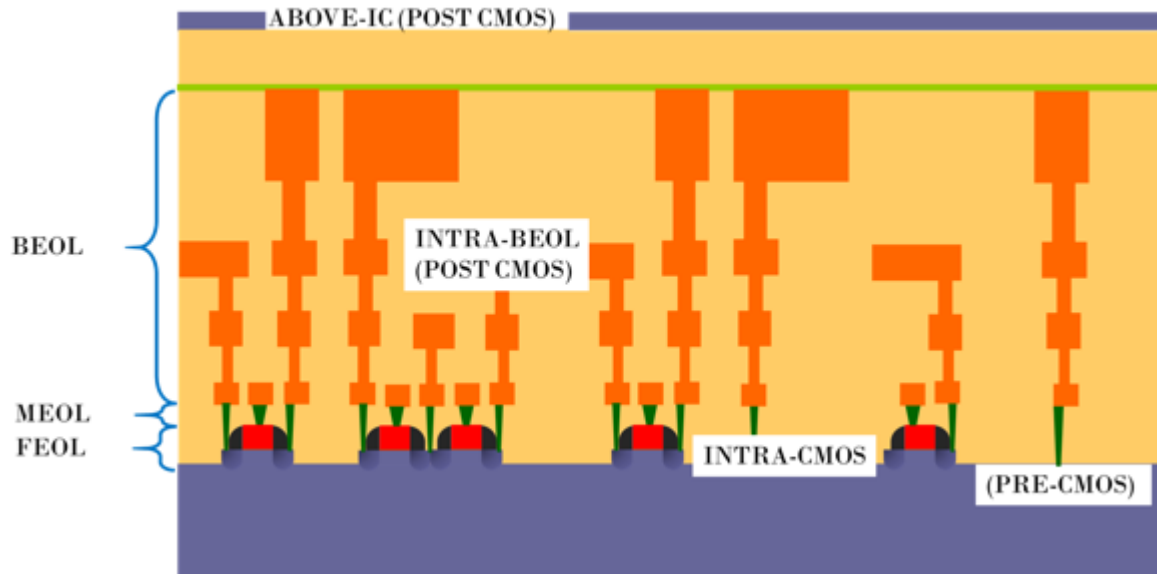 ABOVE-IC (POST CMOS)
BEOL
INTRA-BEOL
(POST CMOS)
MEOL
FEOL
INTRA-CMOS
(PRE-CMOS)